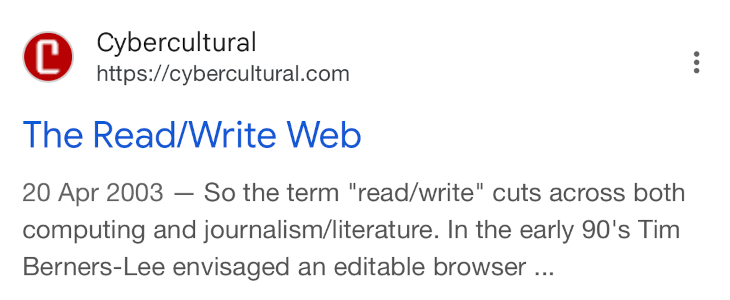 Cybercultural
https://cybercultural.com
The Read/Write Web
20 Apr 2003 — So the term "read/write" cuts across both
computing and journalism/literature. In the early 90's Tim
Berners-Lee envisaged an editable browser ...